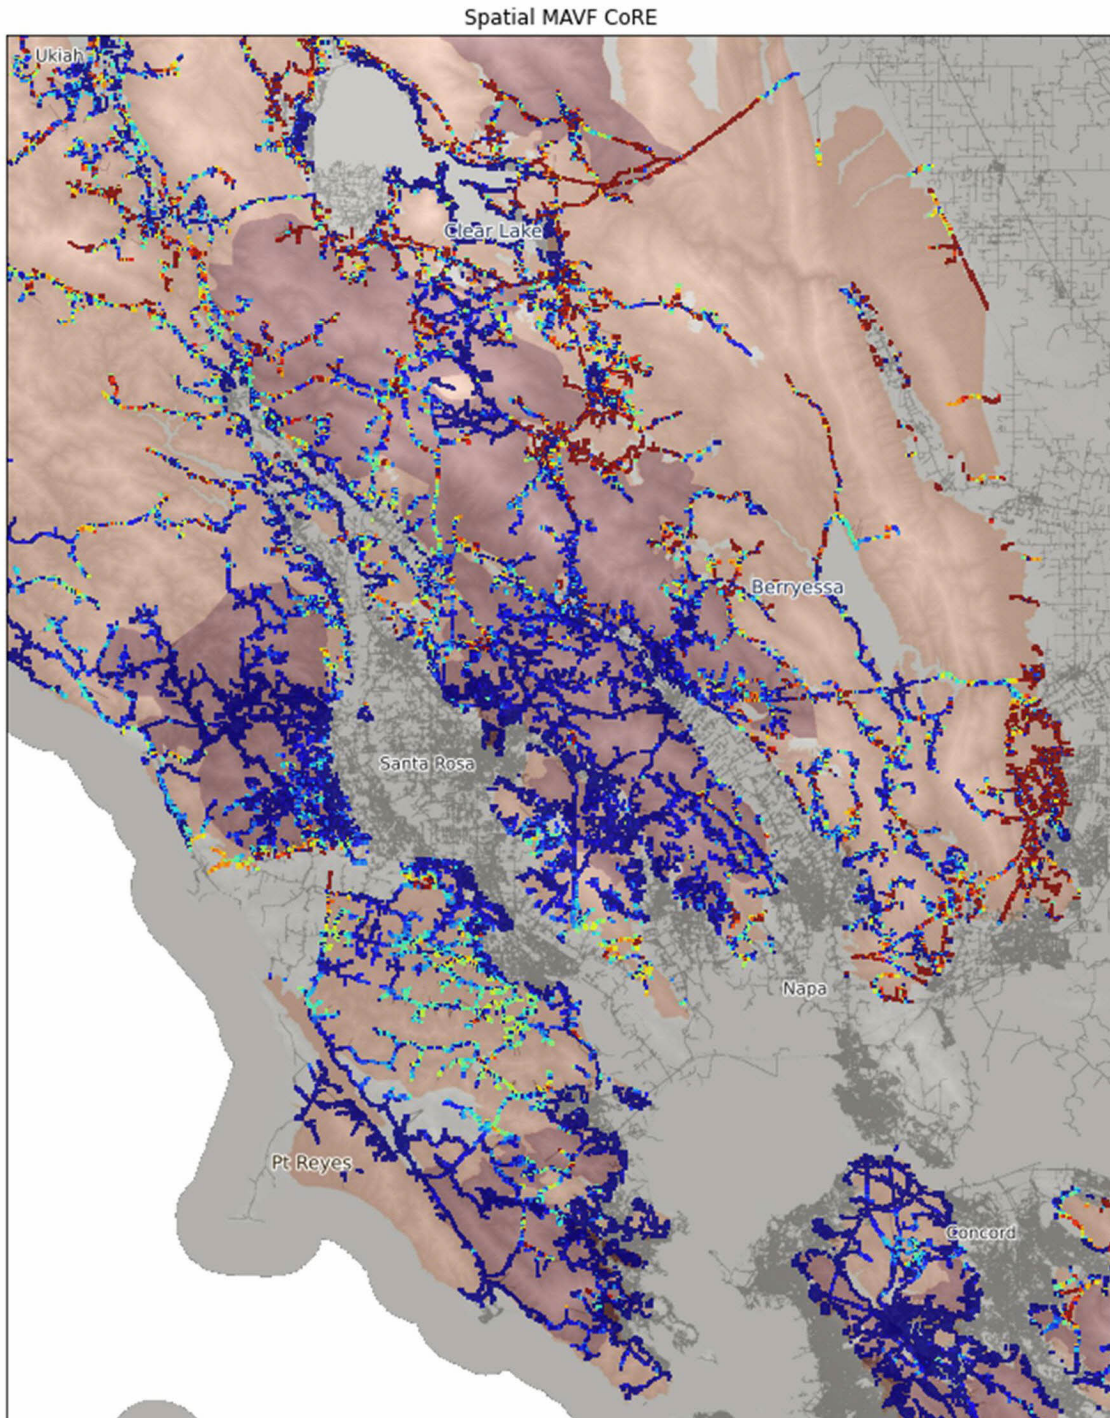 Spatial MAVF CoRE
Ukiah
Clear Lake
Berryessa
Santa Rosa
Napa
Pt Reyes
Concord